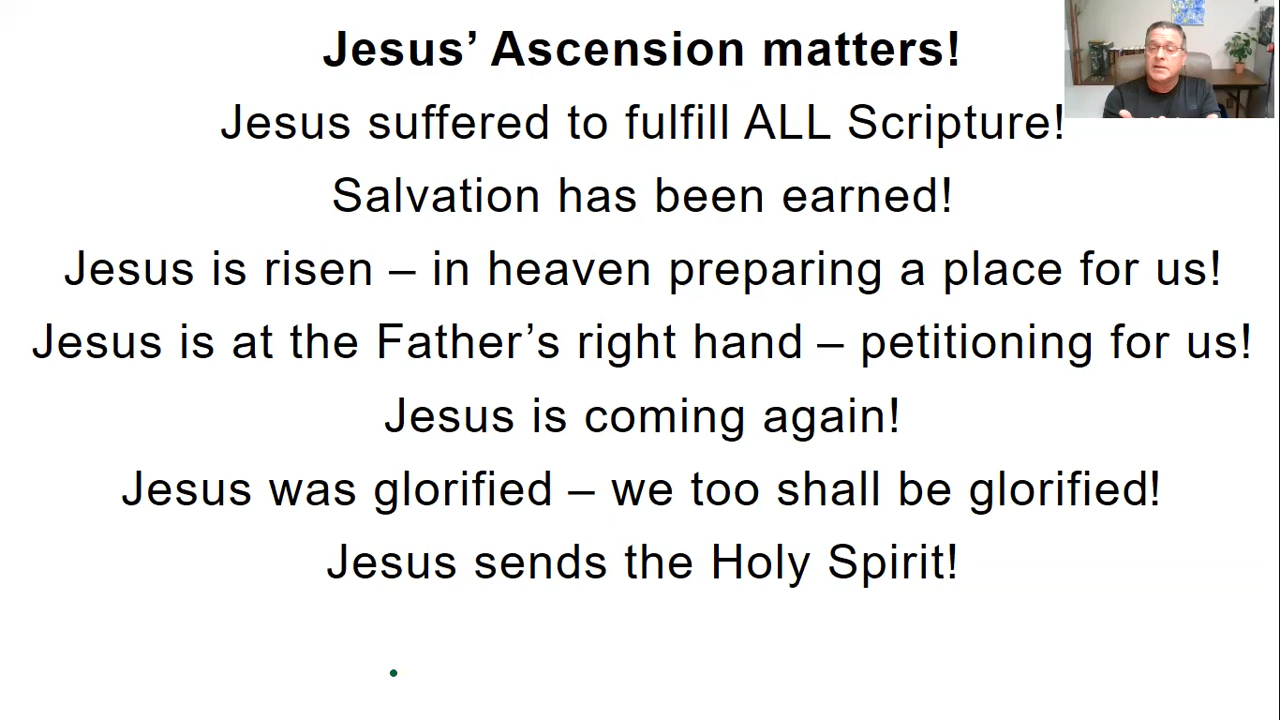 Jesus’ Ascension matters!
Jesus suffered to fulfill ALL Scripture!
Salvation has been earned!
Jesus is risen – in heaven preparing a place for us!
Jesus is at the Father’s right hand – petitioning for us!
Jesus is coming again!
Jesus was glorified – we too shall be glorified!
Jesus sends the Holy Spirit!